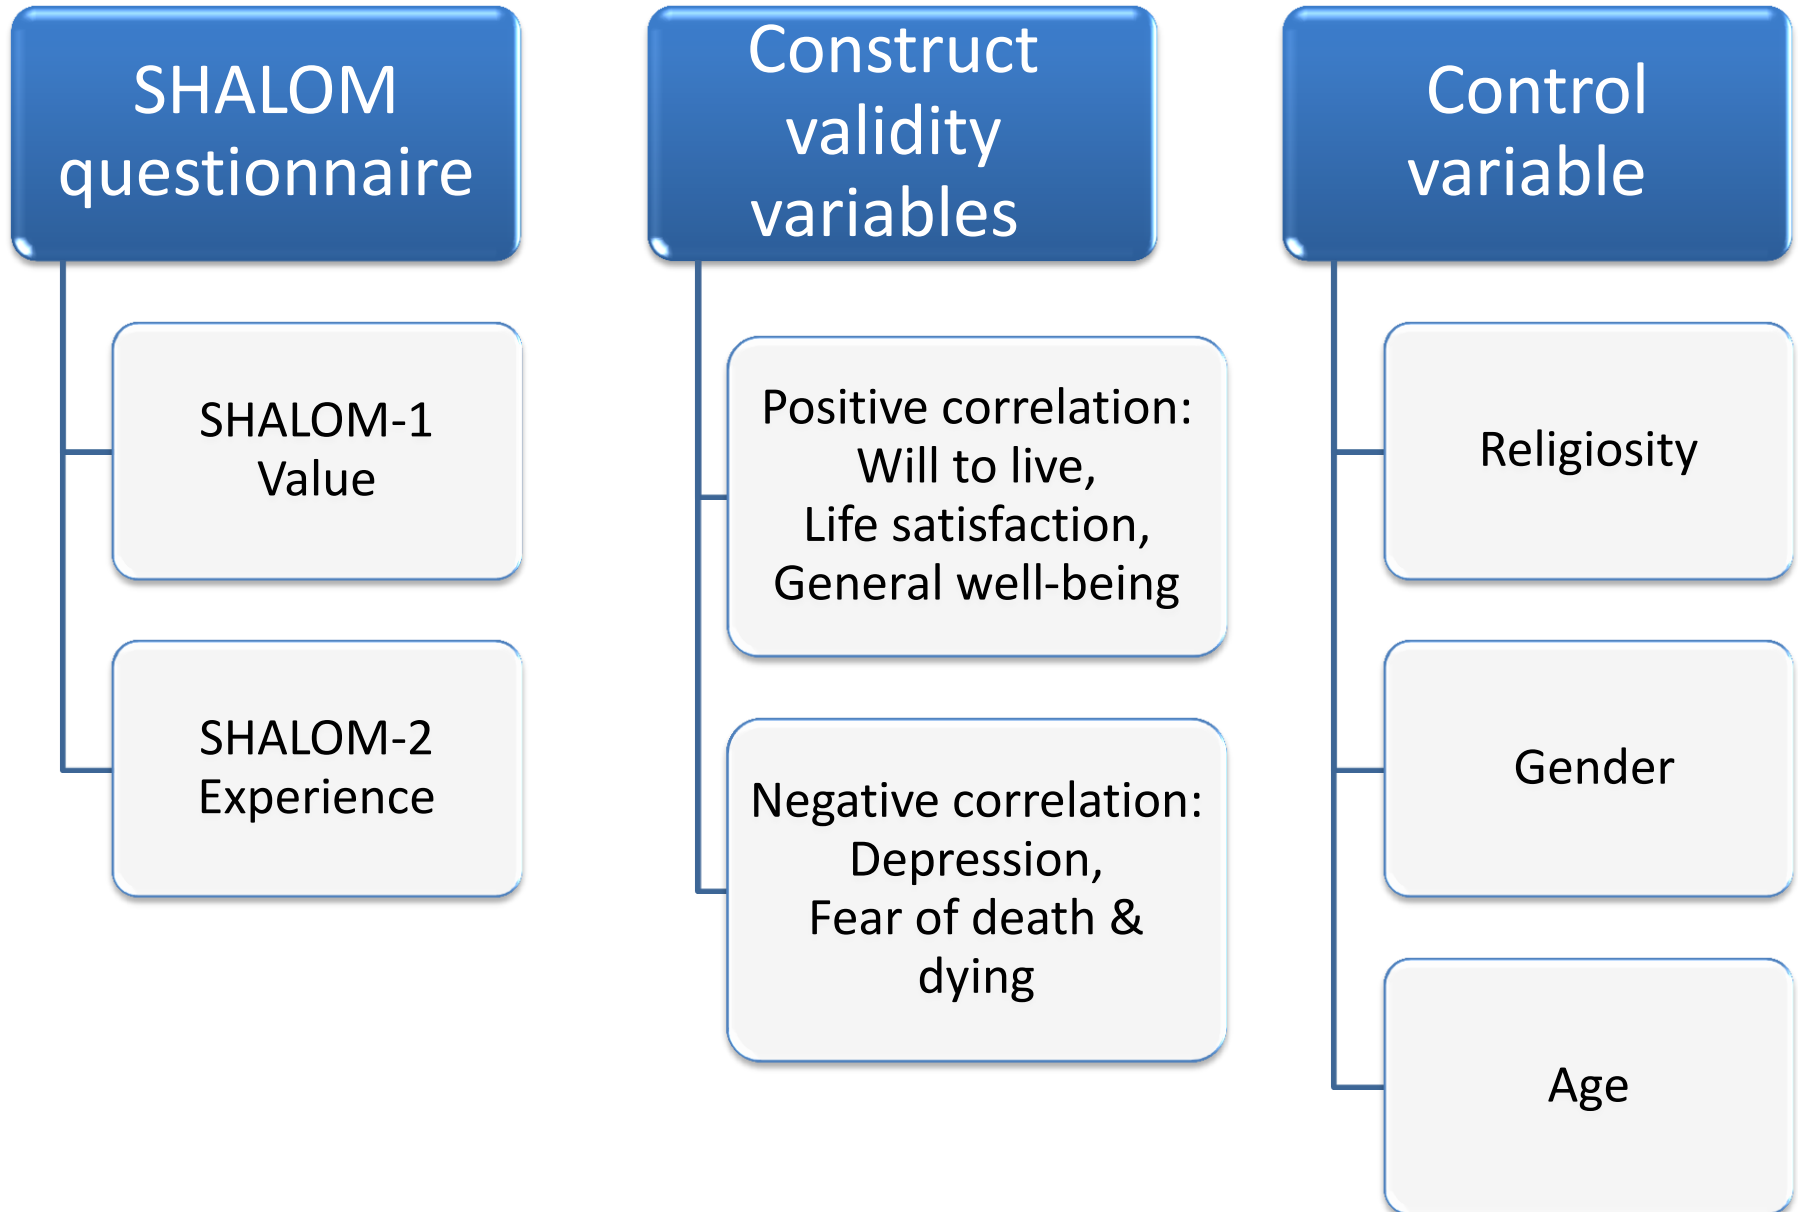 SHALOM
questionnaire
SHALOM-1
Value
SHALOM-2
Experience
Construct
validity
variables
Positive correlation:
Will to live,
Life satisfaction,
General well-being
Negative correlation:
Depression,
Fear of death &
dying
Control
variable
Religiosity
Gender
Age